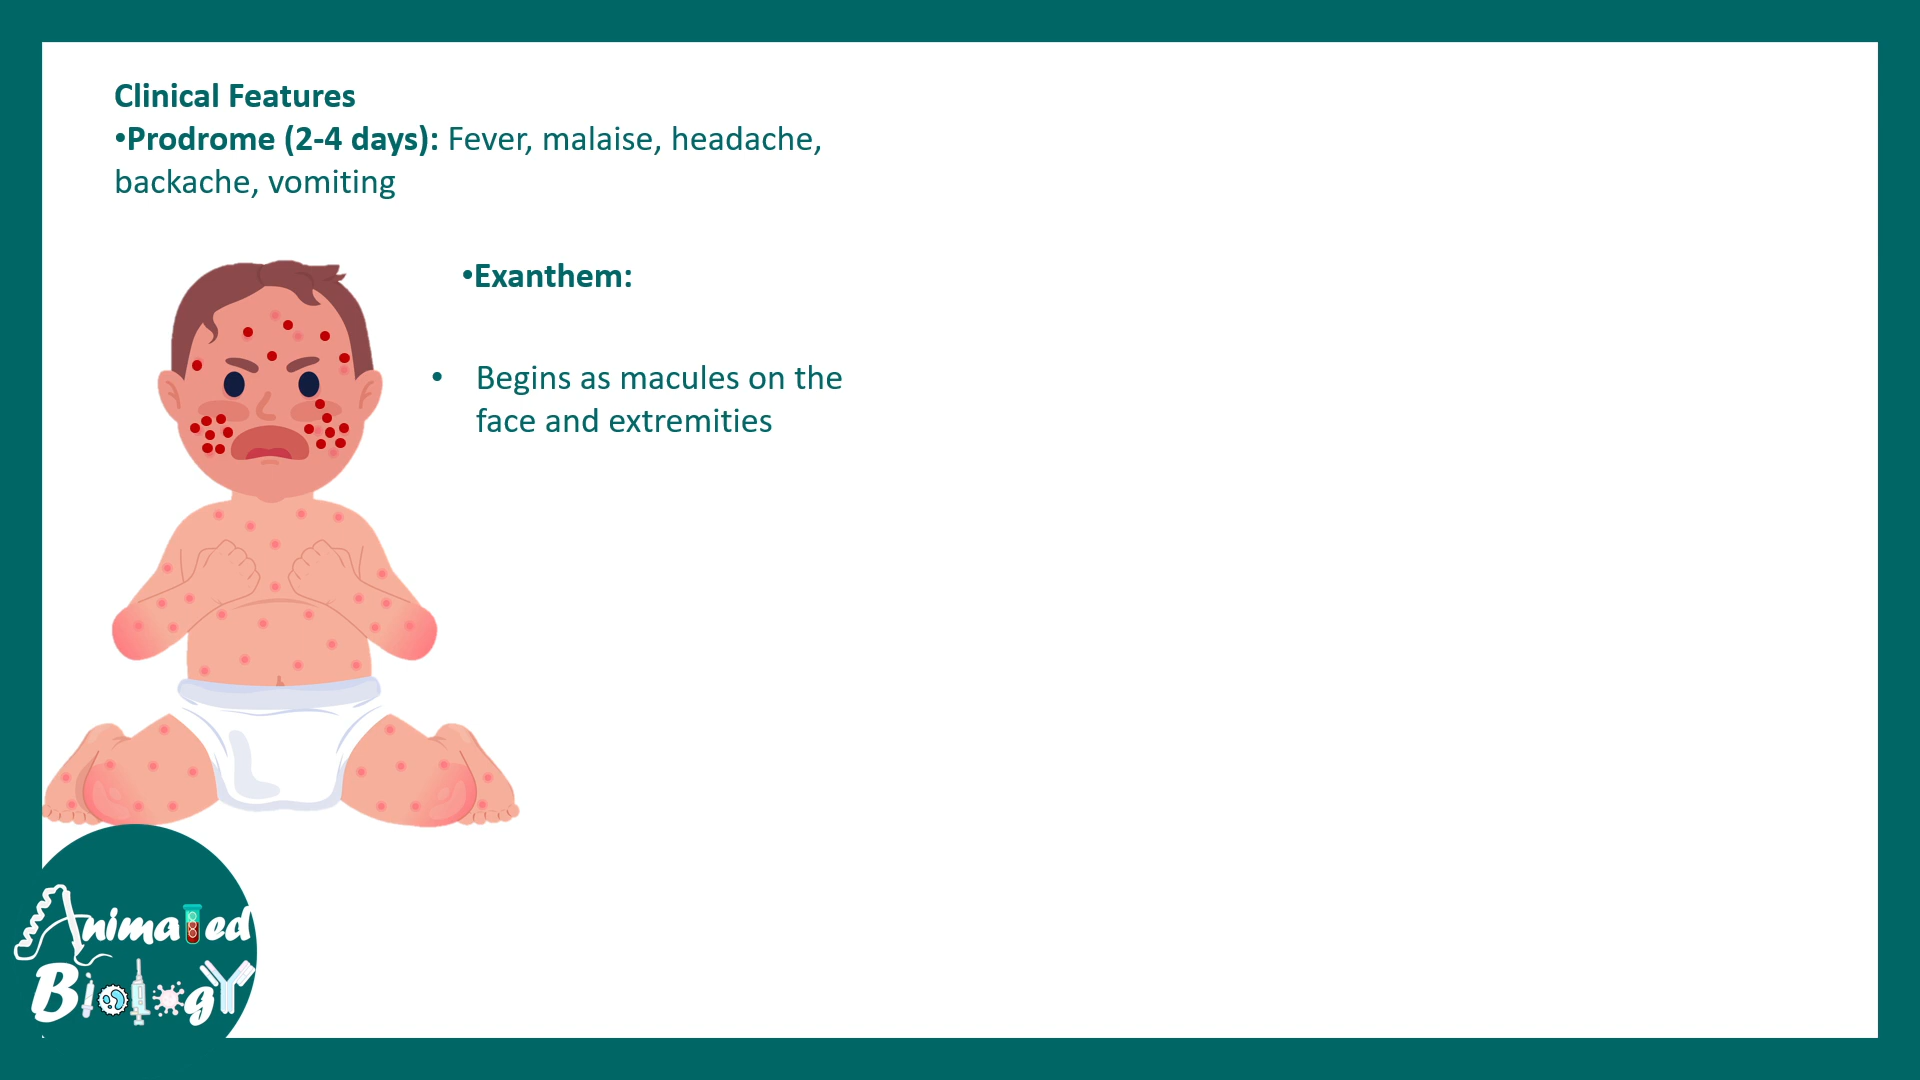 Clinical Features
•Prodrome (2-4 days): Fever, malaise, headache,
backache, vomiting
•Exanthem:
• Begins as macules on the
face and extremities
Animated
Biology